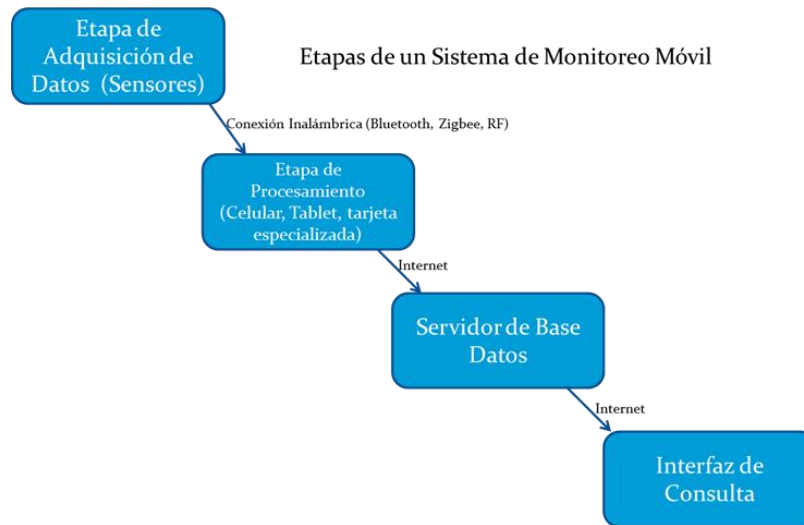 Etapa de
Adquisición de
Datos (Sensores)
Etapas de un Sistema de Monitoreo Móvil
Conexión Inalámbrica (Bluetooth, Zigbee, RF)
Etapa de
Procesamiento
(Celular, Tablet, tarjeta
especializada)
Internet
Servidor de Base
Datos
Internet
Interfaz de
Consulta